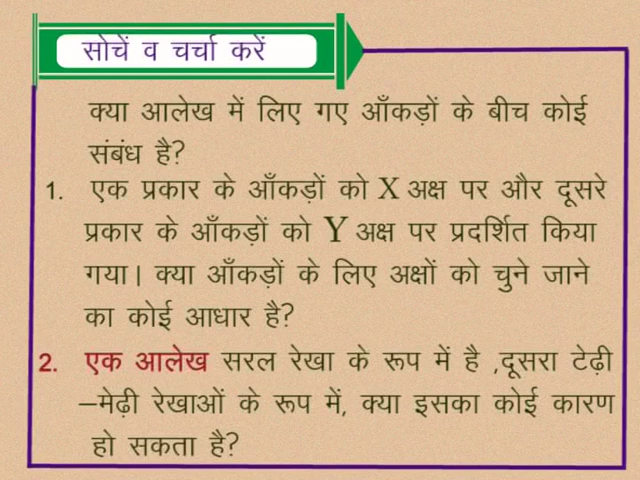 सोचें व चर्चा करें
क्या आलेख में लिए गए आँकड़ों के बीच कोई
संबंध है?
1. एक प्रकार के आँकड़ों को X अक्ष पर और दूसरे
प्रकार के आँकड़ों को Y अक्ष पर प्रदर्शित किया
गया। क्या आँकड़ों के लिए अक्षों को चुने जाने
का कोई आधार है?
2. एक आलेख सरल रेखा के रूप में है ,दूसरा टेढ़ी
–मेढ़ी रेखाओं के रूप में, क्या इसका कोई कारण
हो सकता है?